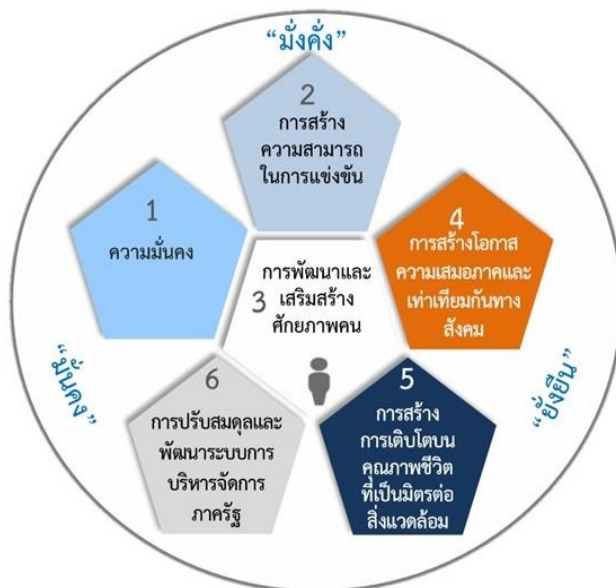 “มั่งคั่ง”
2
การสร้าง
ความสามารถ
ในการแข่งขัน
1
ความมั่นคง
4
การสร้างโอกาส
ความเสมอภาคและ
เท่าเทียมกันทาง
สังคม
การพัฒนาและ
3 เสริมสร้าง
ศักยภาพคน
“มั่นคง”
“ยั่งยืน”
6
การปรับสมดุลและ
พัฒนาระบบการ
บริหารจัดการ
ภาครัฐ
5
การสร้าง
การเติบโตบน
คุณภาพชีวิต
ที่เป็นมิตรต่อ
สิ่งแวดล้อม